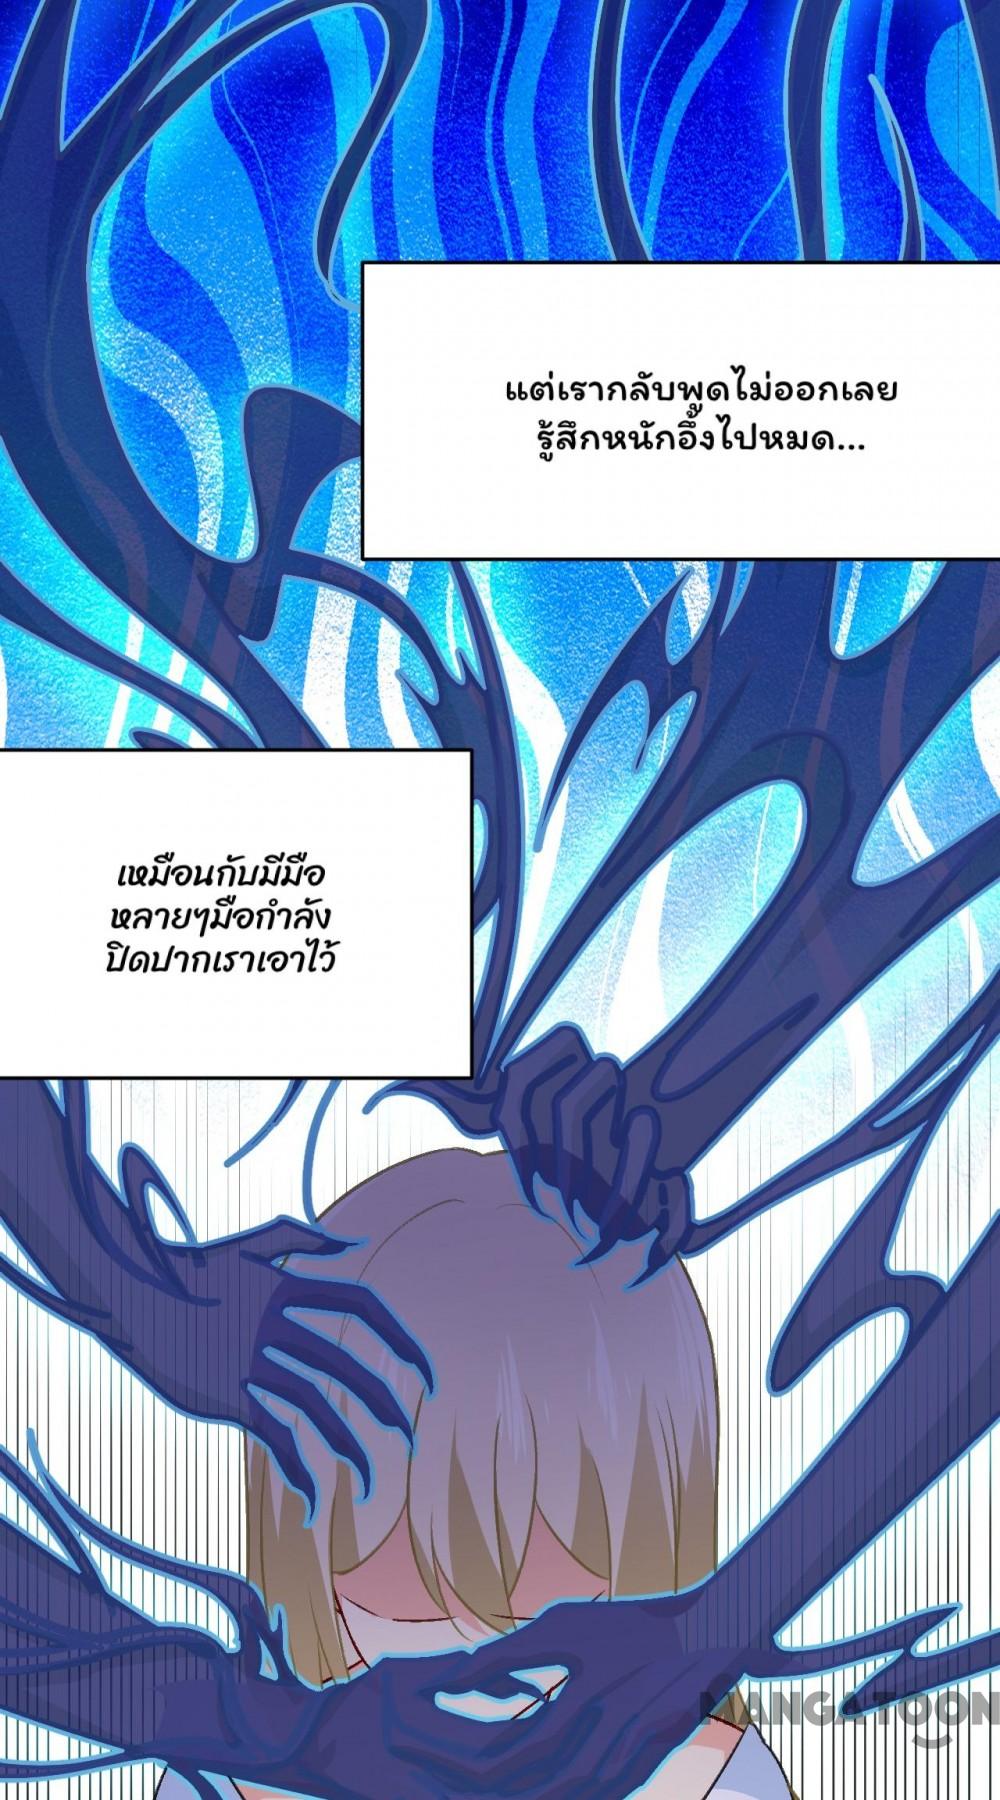 แต่เรากลับพูดไม่ออกเลย
รู้สึกหนักอึ้งไปหมด...
เหมือนกับมีมือ
หลายๆมือกำลัง
ปิดปากเราเอาไว้
MANGATOON